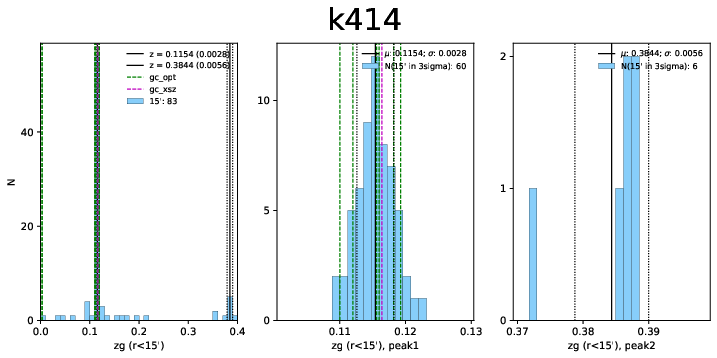 k414
z = 0.1154 (0.0028)
z = 0.3844 (0.0056)
gc_opt
gc_xsz
15': 83
N
0
20
40
0.0 0.1 0.2 0.3 0.4
zg (r<15')
μ: 0.1154; σ: 0.0028
N(15' in 3sigma): 60
0
5
10
0.11 0.12 0.13
zg (r<15'), peak1
μ: 0.3844; σ: 0.0056
N(15' in 3sigma): 6
0
1
2
0.37 0.38 0.39
zg (r<15'), peak2